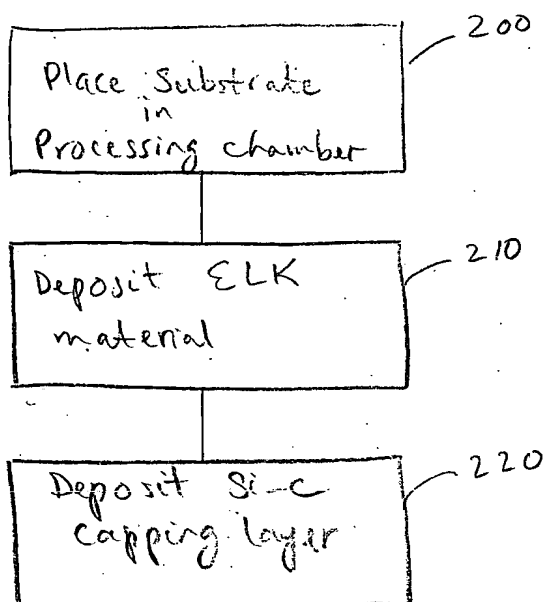 200
Place Substrate
in
Processing chamber
210
Deposit ELK
material
220
Deposit Si-C
capping layer